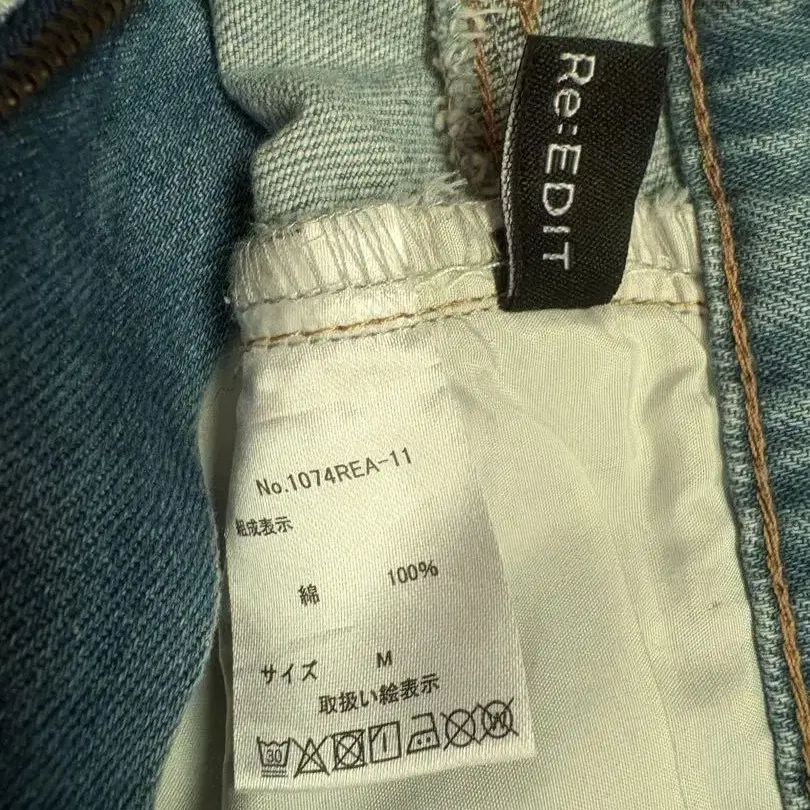 Re:EDIT
No.1074REA-11
組成表示
綿 100%
サイズ M
取扱い絵表示
30
W